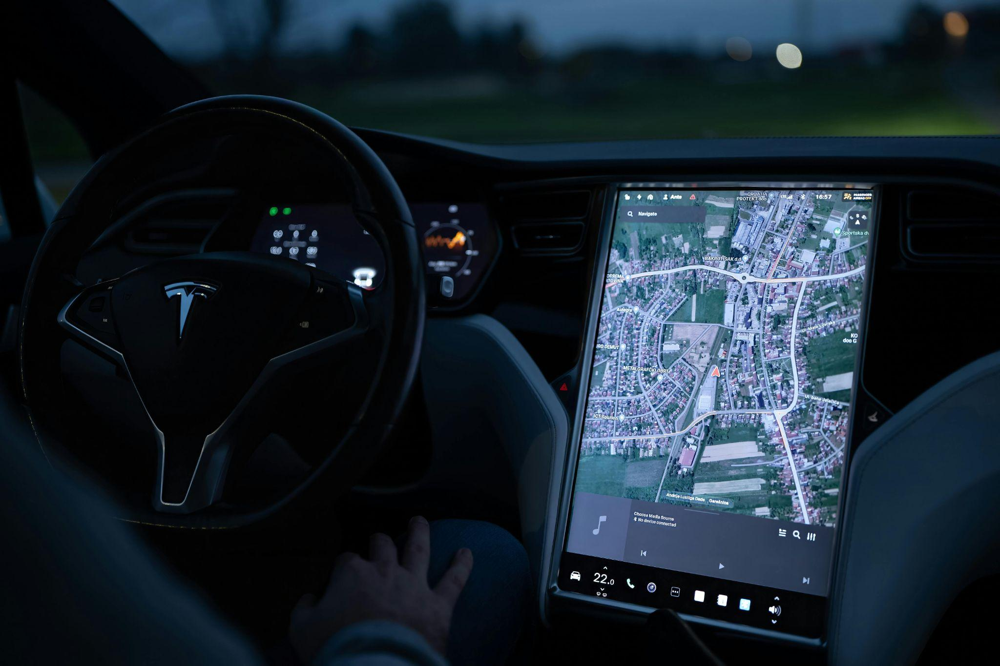 Ante
CROATIA
PROTEKT doo
LTE
16:57
PASSENGER
AIRBAG OFF
Navigate
S
Sportska dv
BAKROTISAK d.d.
OPREMA
Autegra
Ul. Mate Lovraka
KO
doo G
URO DEMUT
METALGRAFČKI OBRT
Ul. bana Jelačića
ICT-Solution
Andrije Lustiga Dade
Garešnica
Choose Media Source
No device connected
22.0